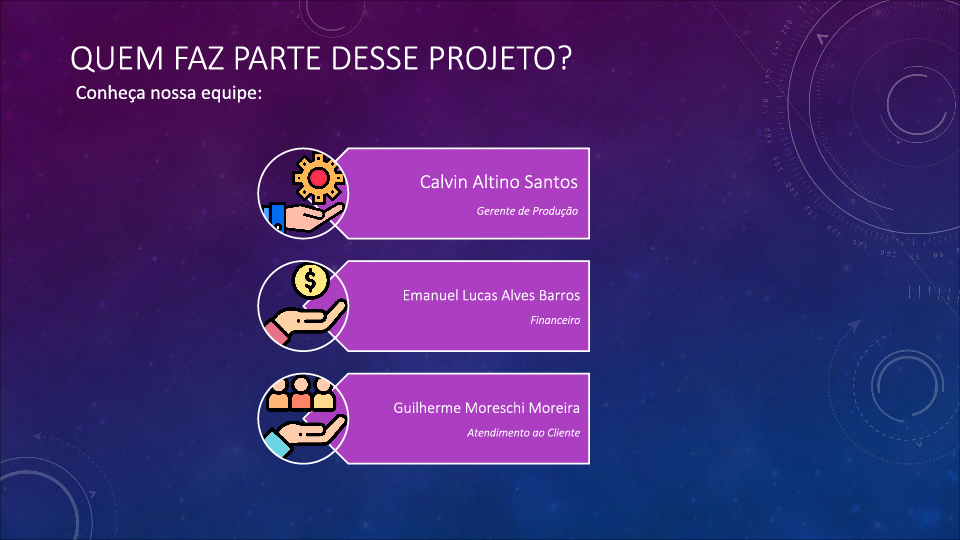 QUEM FAZ PARTE DESSE PROJETO?
Conheça nossa equipe:
Calvin Altino Santos
Gerente de Produção
$
Emanuel Lucas Alves Barros
Financeiro
Guilherme Moreschi Moreira
Atendimento ao Cliente